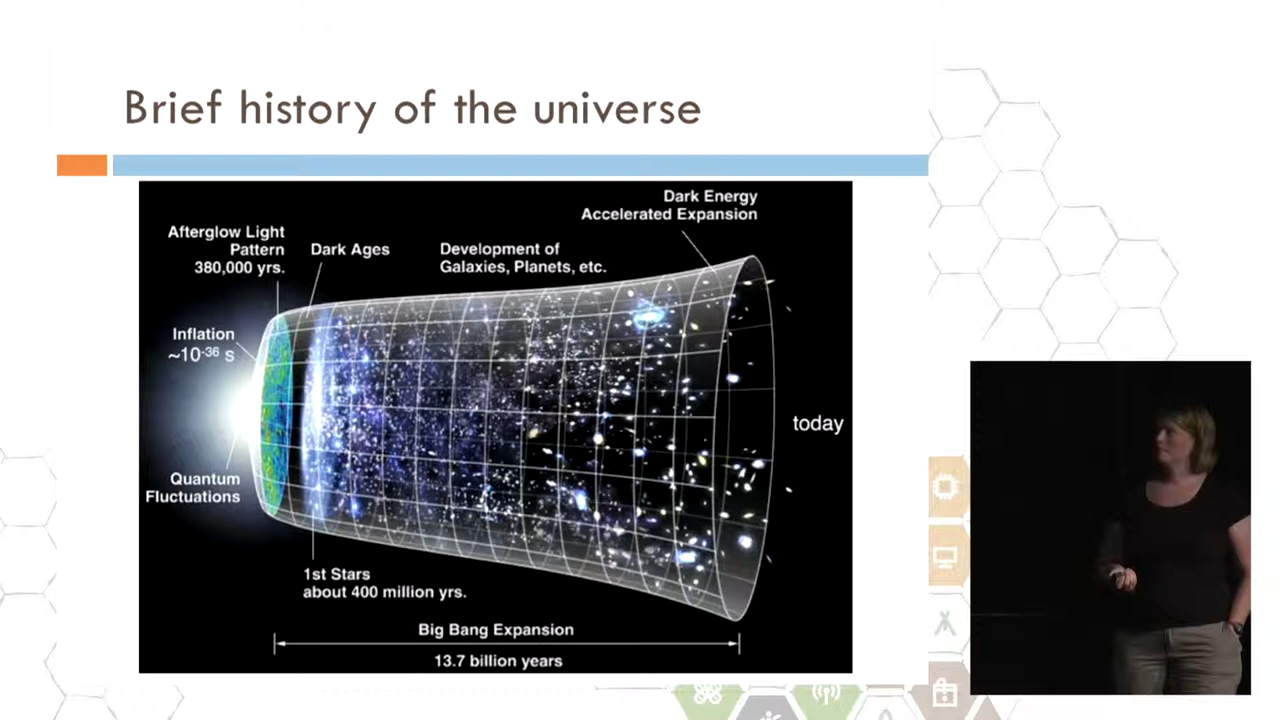 Brief history of the universe
Dark Energy
Accelerated Expansion
Afterglow Light
Pattern
380,000 yrs.
Dark Ages
Development of
Galaxies, Planets, etc.
Inflation
~10⁻³⁶ s
today
Quantum
Fluctuations
1st Stars
about 400 million yrs.
Big Bang Expansion
13.7 billion years